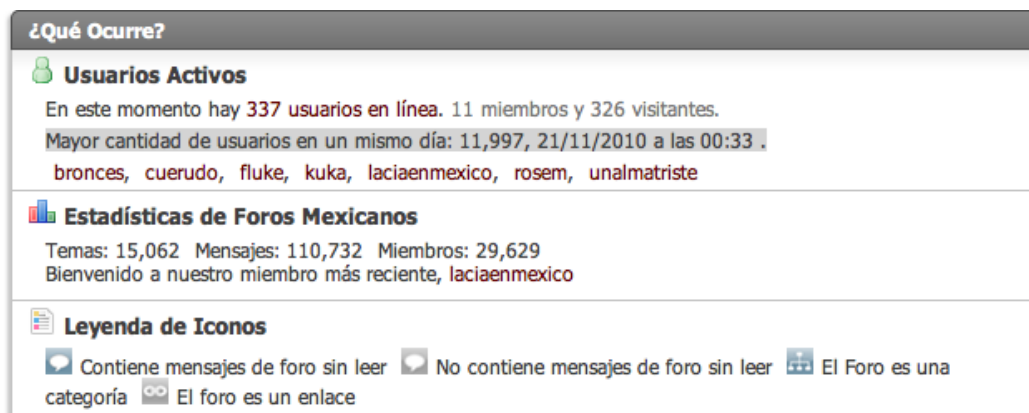 ¿Qué Ocurre?
Usuarios Activos
En este momento hay 337 usuarios en línea. 11 miembros y 326 visitantes.
Mayor cantidad de usuarios en un mismo día: 11,997, 21/11/2010 a las 00:33 .
bronces, cuerudo, fluke, kuka, laciaenmexico, rosem, unalmatriste
Estadísticas de Foros Mexicanos
Temas: 15,062 Mensajes: 110,732 Miembros: 29,629
Bienvenido a nuestro miembro más reciente, laciaenmexico
Leyenda de Iconos
Contiene mensajes de foro sin leer No contiene mensajes de foro sin leer El Foro es una
categoría El foro es un enlace